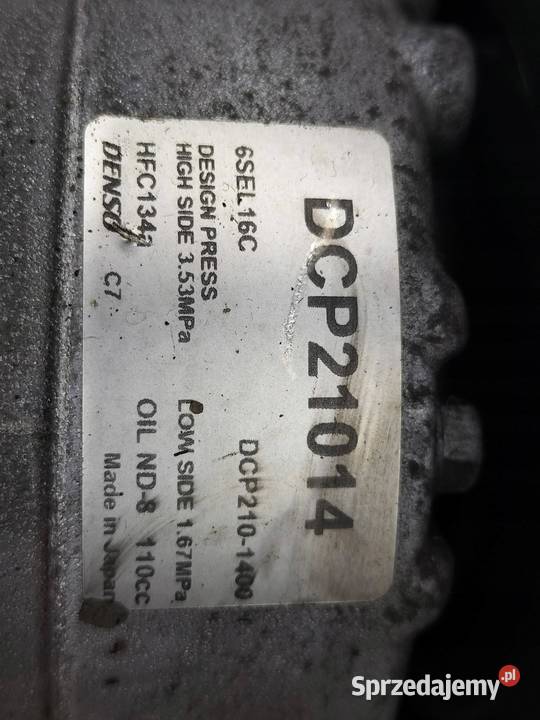 DCP21014
6SEL16C DCP210-1400
DESIGN PRESS
HIGH SIDE 3.53MPa LOW SIDE 1.67MPa
HFC134a OIL ND-8 110cc
DENSO C7 Made in Japan
Sprzedajemy.pl